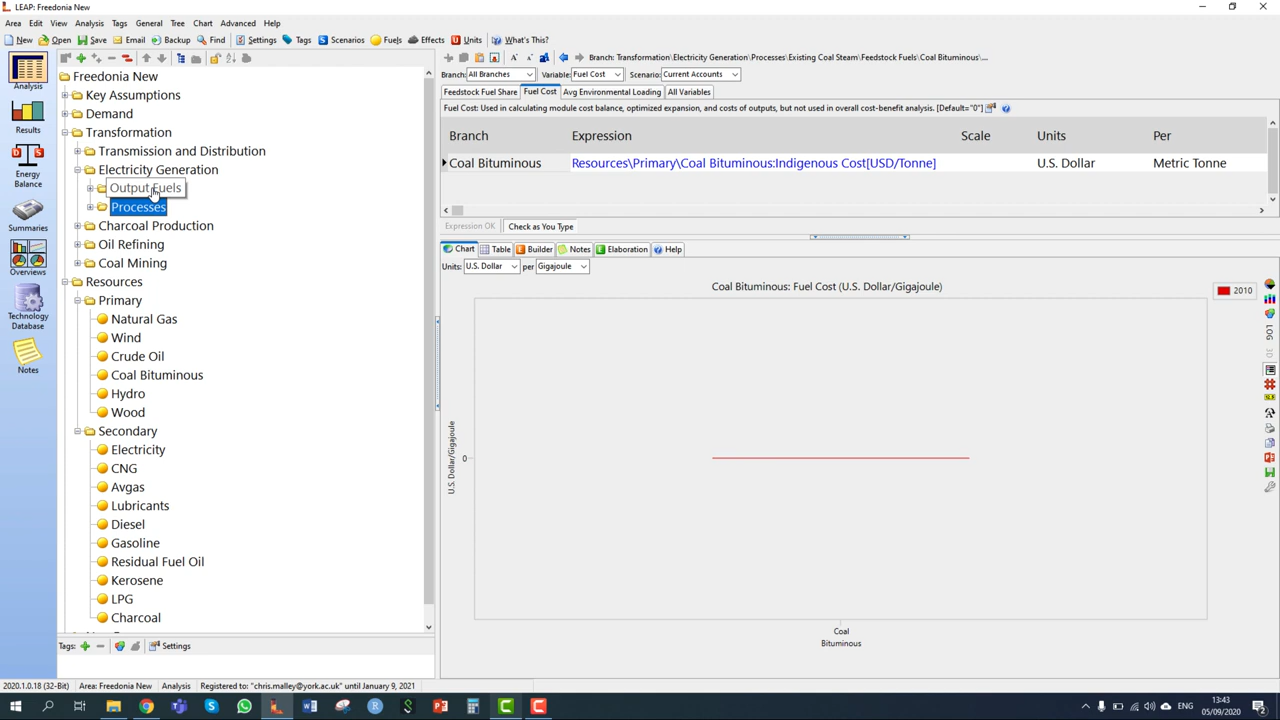 LEAP: Freedonia New
Area Edit View Analysis Tags General Tree Chart Advanced Help
New Open Save Email Backup Find Settings Tags Scenarios Fuels Effects Units What's This?
Branch: Transformation\Electricity Generation\Processes\Existing Coal Steam\Feedstock Fuels\Coal Bituminous\...
Branch: All Branches Variable: Fuel Cost Scenario: Current Accounts
Feedstock Fuel Share Fuel Cost Avg Environmental Loading All Variables
Fuel Cost: Used in calculating module cost balance, optimized expansion, and costs of outputs, but not used in overall cost-benefit analysis. [Default="0"]
Branch Expression Scale Units Per
Coal Bituminous Resources\Primary\Coal Bituminous:Indigenous Cost[USD/Tonne] U.S. Dollar Metric Tonne
Expression OK Check as You Type
Chart Table Builder Notes Elaboration Help
Units: U.S. Dollar per Gigajoule
Coal Bituminous: Fuel Cost (U.S. Dollar/Gigajoule)
2010
U.S. Dollar/Gigajoule
0
Coal
Bituminous
LOG
Analysis
Results
Energy
Balance
Summaries
Overviews
Technology
Database
Notes
Freedonia New
Key Assumptions
Demand
Transformation
Transmission and Distribution
Electricity Generation
Output Fuels
Processes
Charcoal Production
Oil Refining
Coal Mining
Resources
Primary
Natural Gas
Wind
Crude Oil
Coal Bituminous
Hydro
Wood
Secondary
Electricity
CNG
Avgas
Lubricants
Diesel
Gasoline
Residual Fuel Oil
Kerosene
LPG
Charcoal
Tags: Settings
2020.1.0.18 (32-Bit) Area: Freedonia New Analysis Registered to: "chris.malley@york.ac.uk" until January 9, 2021
13:43
05/09/2020